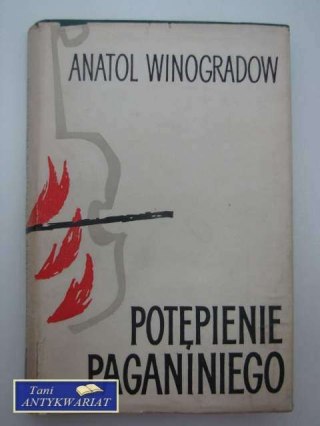 ANATOL WINOGRADOW
POTĘPIENIE
PAGANINIEGO
Tani
ANTYKWARIAT